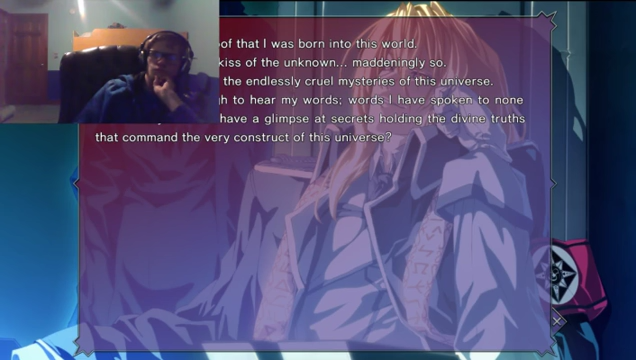 of that I was born into this world.
kiss of the unknown... maddeningly so.
the endlessly cruel mysteries of this universe.
to hear my words; words I have spoken to none
have a glimpse at secrets holding the divine truths
that command the very construct of this universe?